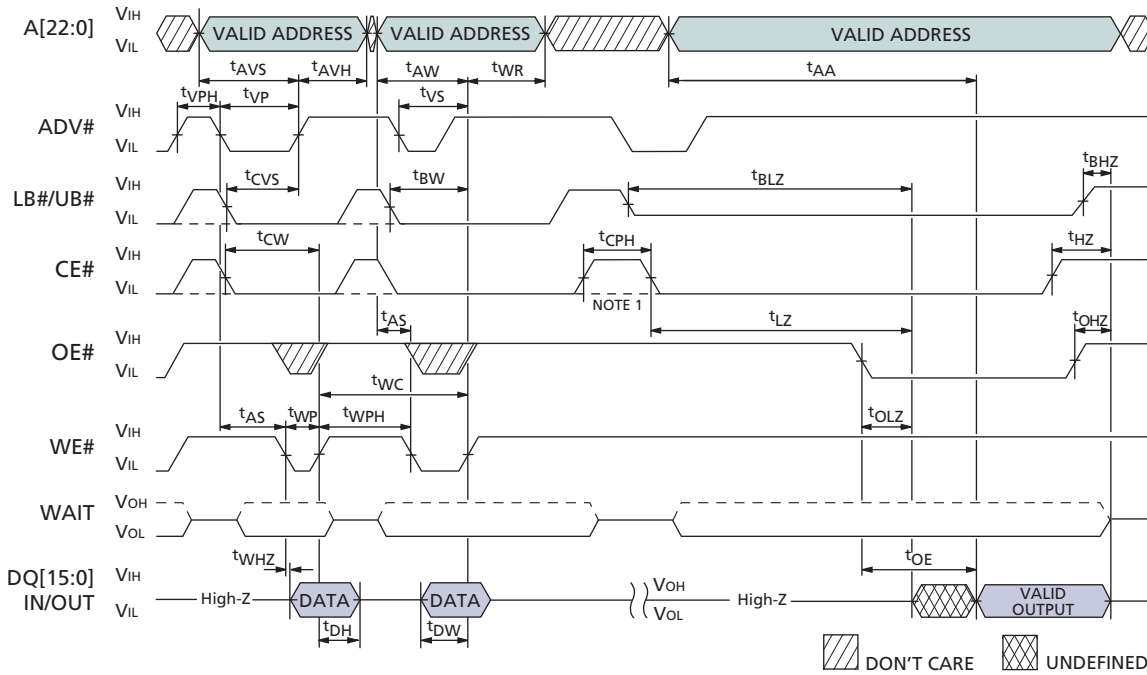 A[22:0]
VIH
VIL
VALID ADDRESS
VALID ADDRESS
VALID ADDRESS
tAVS
tAVH
tAW
tWR
tAA
tVPH
tVP
tVS
ADV#
VIH
VIL
LB#/UB#
VIH
VIL
tCVS
tBW
tBLZ
tBHZ
CE#
VIH
VIL
tCW
tCPH
tHZ
NOTE 1
tAS
tLZ
tOHZ
OE#
VIH
VIL
tWC
tAS
tWP
tWPH
tOLZ
WE#
VIH
VIL
WAIT
VOH
VOL
tWHZ
tOE
DQ[15:0]
IN/OUT
VIH
VIL
High-Z
DATA
DATA
VOH
VOL
High-Z
VALID
OUTPUT
tDH
tDW
DON'T CARE
UNDEFINED